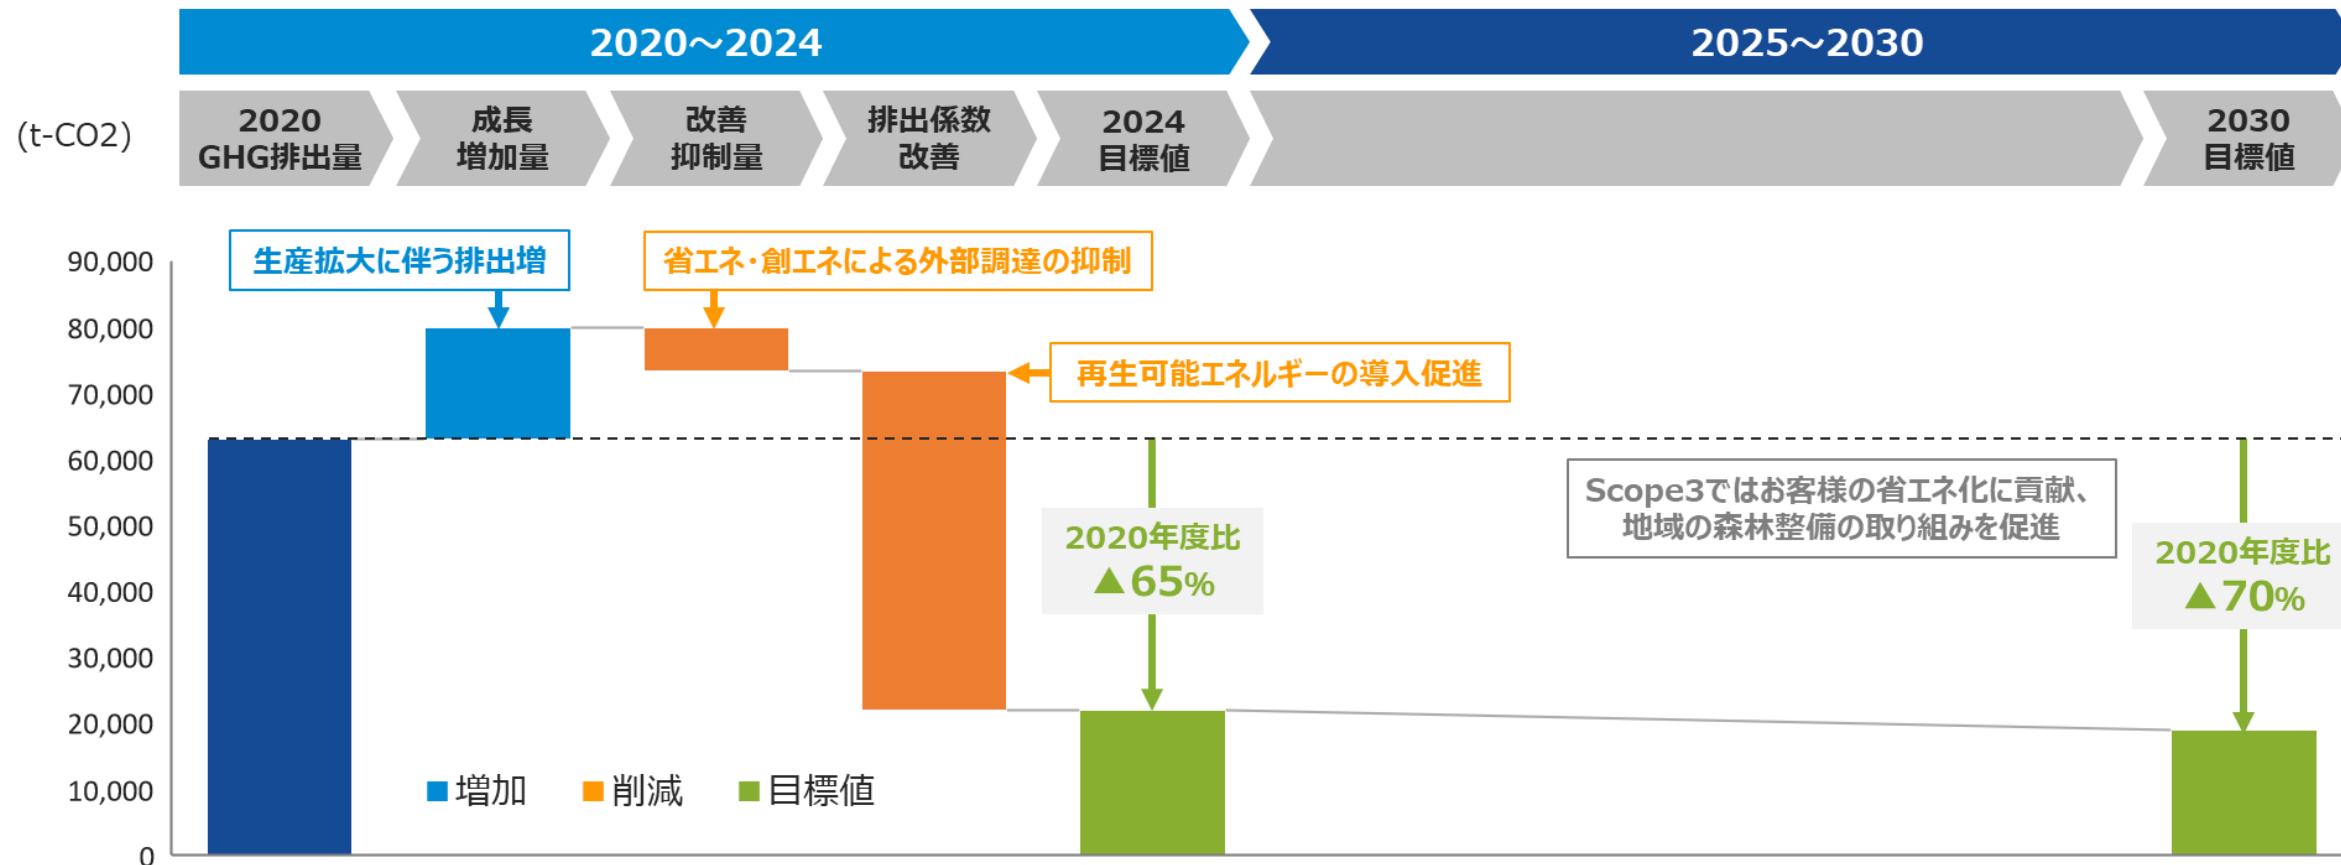 2020～2024
2025～2030
(t-CO2)
2020
GHG排出量
成長
増加量
改善
抑制量
排出係数
改善
2024
目標値
2030
目標値
90,000
80,000
70,000
60,000
50,000
40,000
30,000
20,000
10,000
0
生産拡大に伴う排出増
省エネ・創エネによる外部調達の抑制
再生可能エネルギーの導入促進
Scope3ではお客様の省エネ化に貢献、
地域の森林整備の取り組みを促進
2020年度比
▲65%
2020年度比
▲70%
増加
削減
目標値